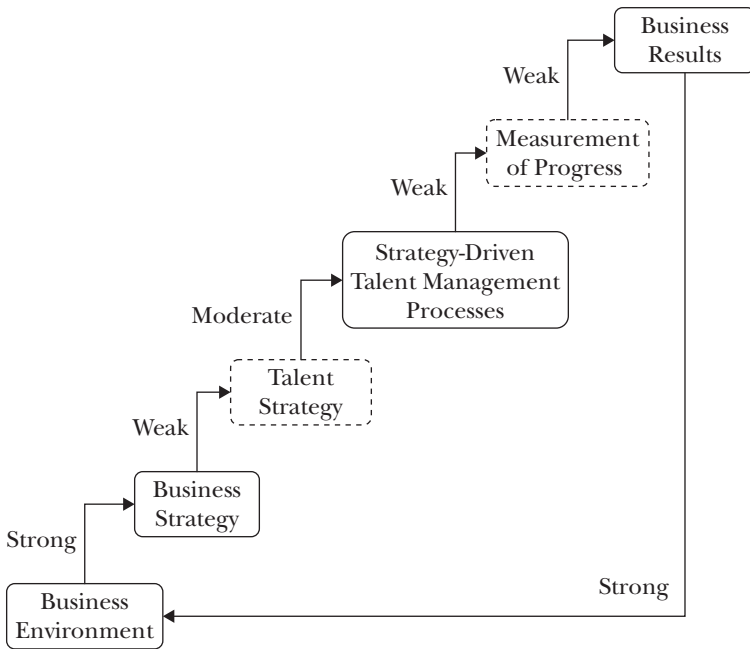 Business
Results
Weak
Measurement
of Progress
Weak
Strategy-Driven
Talent Management
Processes
Moderate
Talent
Strategy
Weak
Business
Strategy
Strong
Strong
Business
Environment